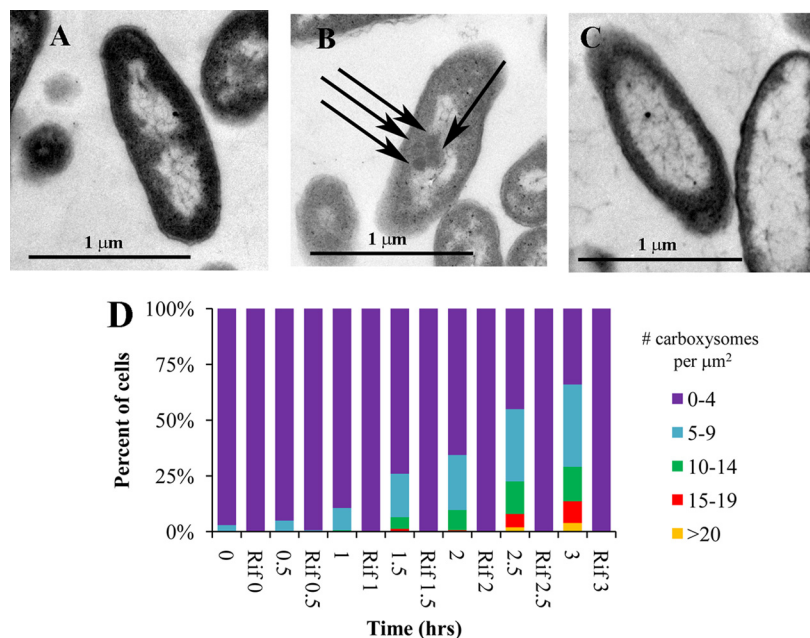 A
B
C
1 μm
1 μm
1 μm
D
100%
75%
50%
25%
0%
Percent of cells
0
Rif 0
0.5
Rif 0.5
1
Rif 1
1.5
Rif 1.5
2
Rif 2
2.5
Rif 2.5
3
Rif 3
Time (hrs)
# carboxysomes
per μm²
0-4
5-9
10-14
15-19
>20